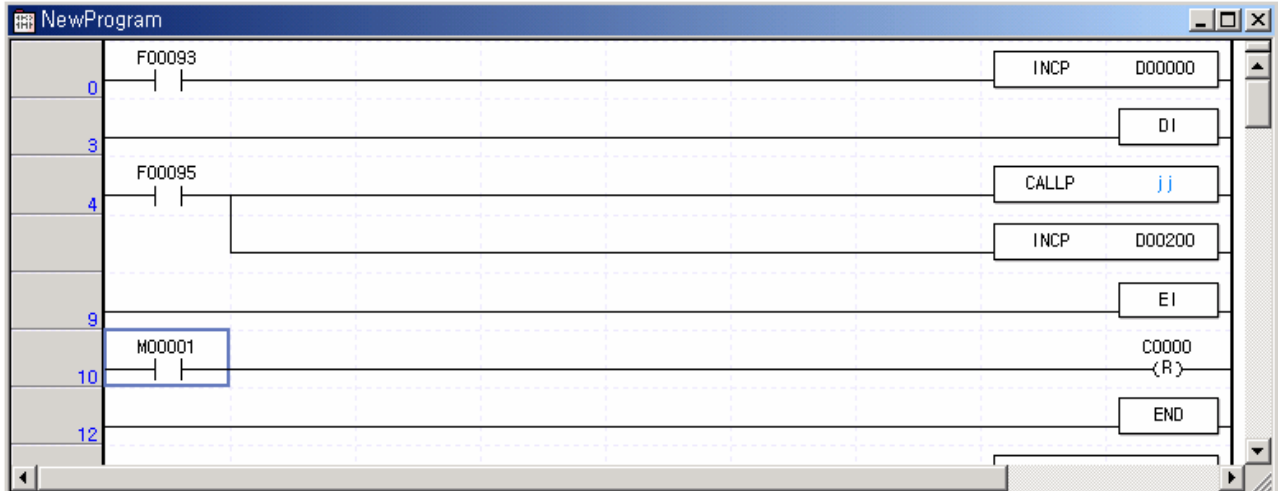 NewProgram
F00093
INCP D00000
0
DI
3
F00095
CALLP jj
4
INCP D00200
EI
9
M00001 C0000
(R)
10
END
12